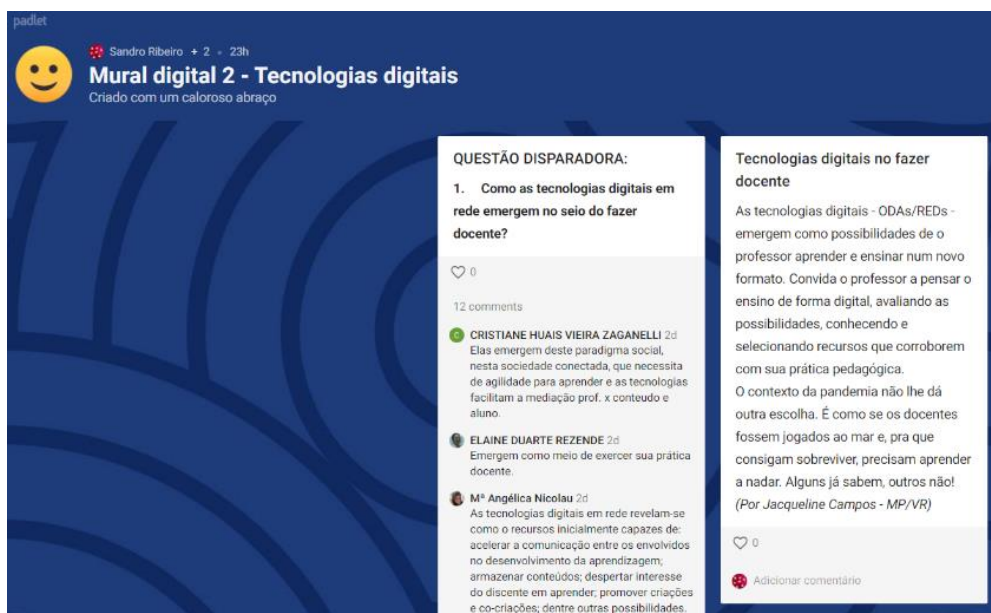 padlet
Sandro Ribeiro + 2 • 23h
Mural digital 2 - Tecnologias digitais
Criado com um caloroso abraço
QUESTÃO DISPARADORA:
1. Como as tecnologias digitais em
rede emergem no seio do fazer
docente?
0
12 comments
C
CRISTIANE HUAIS VIEIRA ZAGANELLI 2d
Elas emergem deste paradigma social,
nesta sociedade conectada, que necessita
de agilidade para aprender e as tecnologias
facilitam a mediação prof. x conteudo e
aluno.
ELAINE DUARTE REZENDE 2d
Emergem como meio de exercer sua prática
docente.
Mª Angélica Nicolau 2d
As tecnologias digitais em rede revelam-se
como o recursos inicialmente capazes de:
acelerar a comunicação entre os envolvidos
no desenvolvimento da aprendizagem;
armazenar conteúdos; despertar interesse
do discente em aprender; promover criações
e co-criações; dentre outras possibilidades.
Tecnologias digitais no fazer
docente
As tecnologias digitais - ODAs/REDs -
emergem como possibilidades de o
professor aprender e ensinar num novo
formato. Convida o professor a pensar o
ensino de forma digital, avaliando as
possibilidades, conhecendo e
selecionando recursos que corroborem
com sua prática pedagógica.
O contexto da pandemia não lhe dá
outra escolha. É como se os docentes
fossem jogados ao mar e, pra que
consigam sobreviver, precisam aprender
a nadar. Alguns já sabem, outros não!
(Por Jacqueline Campos - MP/VR)
0
Adicionar comentário